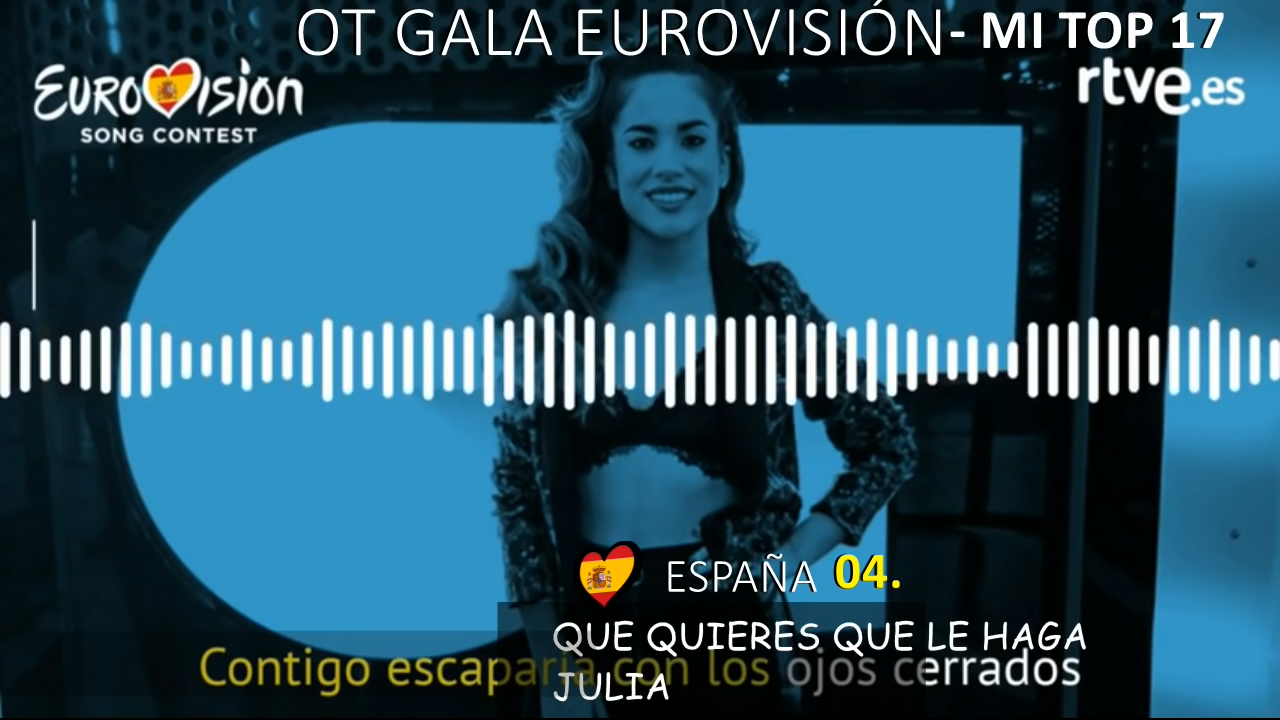 OT GALA EUROVISIÓN- MI TOP 17
EUROVISION
SONG CONTEST
rtve.es
ESPAÑA 04.
QUE QUIERES QUE LE HAGA
JULIA
Contigo escaparía con los ojos cerrados